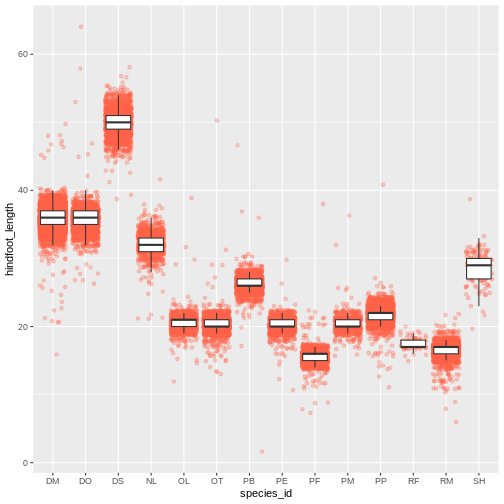 hindfoot_length
60
40
20
0
DM DO DS NL OL OT PB PE PF PM PP RF RM SH
species_id